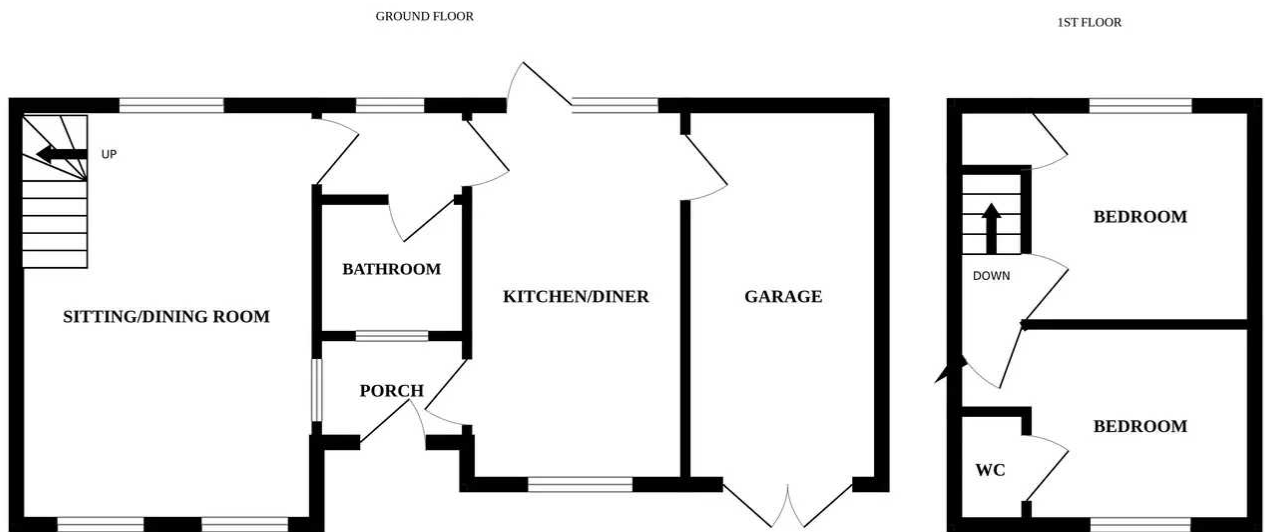 GROUND FLOOR
1ST FLOOR
UP
BEDROOM
BATHROOM
DOWN
KITCHEN/DINER
GARAGE
SITTING/DINING ROOM
PORCH
BEDROOM
WC